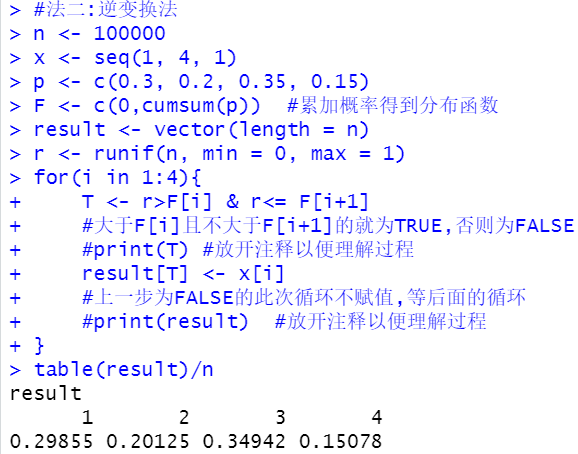 > #法二:逆变换法
> n <- 100000
> x <- seq(1, 4, 1)
> p <- c(0.3, 0.2, 0.35, 0.15)
> F <- c(0,cumsum(p))  #累加概率得到分布函数
> result <- vector(length = n)
> r <- runif(n, min = 0, max = 1)
> for(i in 1:4){
+     T <- r>F[i] & r<= F[i+1]
+     #大于F[i]且不大于F[i+1]的就为TRUE,否则为FALSE
+     #print(T) #放开注释以便理解过程
+     result[T] <- x[i]
+     #上一步为FALSE的此次循环不赋值,等后面的循环
+     #print(result)  #放开注释以便理解过程
+ }
> table(result)/n
result
      1       2       3       4
0.29855 0.20125 0.34942 0.15078